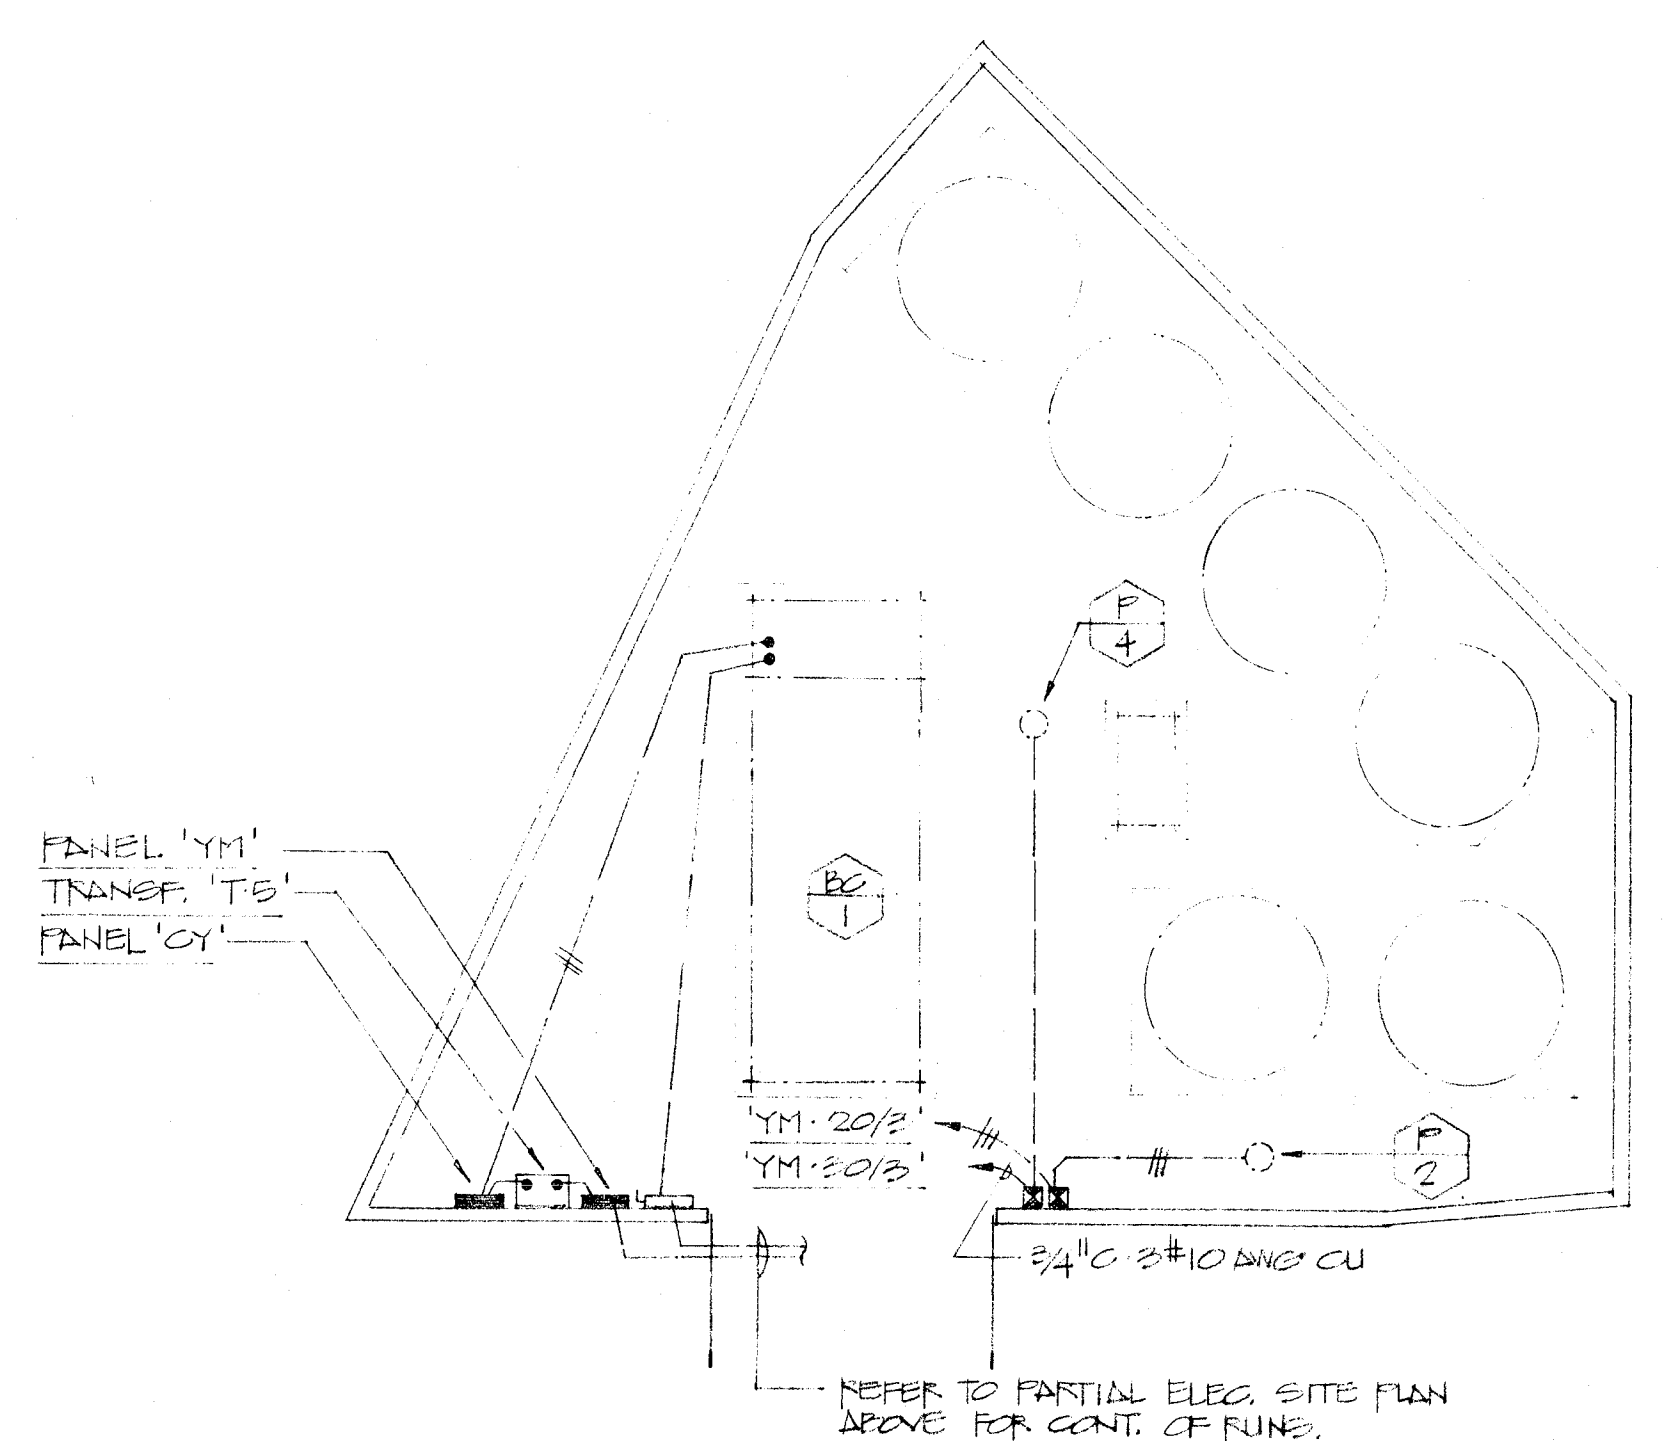 P
4
PANEL 'YM'
TRANSF. 'T·5'
PANEL 'CY'
BC
1
'YM·20/3'
'YM·30/3'
P
2
3/4"C·3#10 AWG CU
REFER TO PARTIAL ELEC. SITE PLAN
ABOVE FOR CONT. OF RUNS.